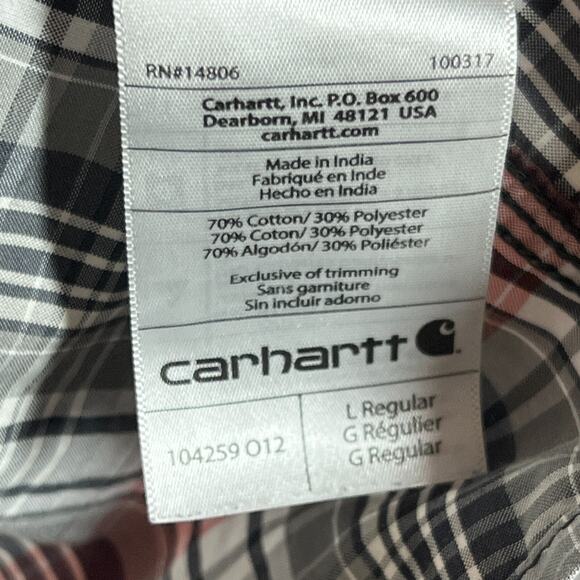 RN#14806 100317
Carhartt, Inc. P.O. Box 600
Dearborn, MI 48121 USA
carhartt.com
Made in India
Fabriqué en Inde
Hecho en India
70% Cotton/ 30% Polyester
70% Coton/ 30% Polyester
70% Algodón/ 30% Poliéster
Exclusive of trimming
Sans garniture
Sin incluir adorno
carhartt
104259 O12
L Regular
G Régulier
G Regular